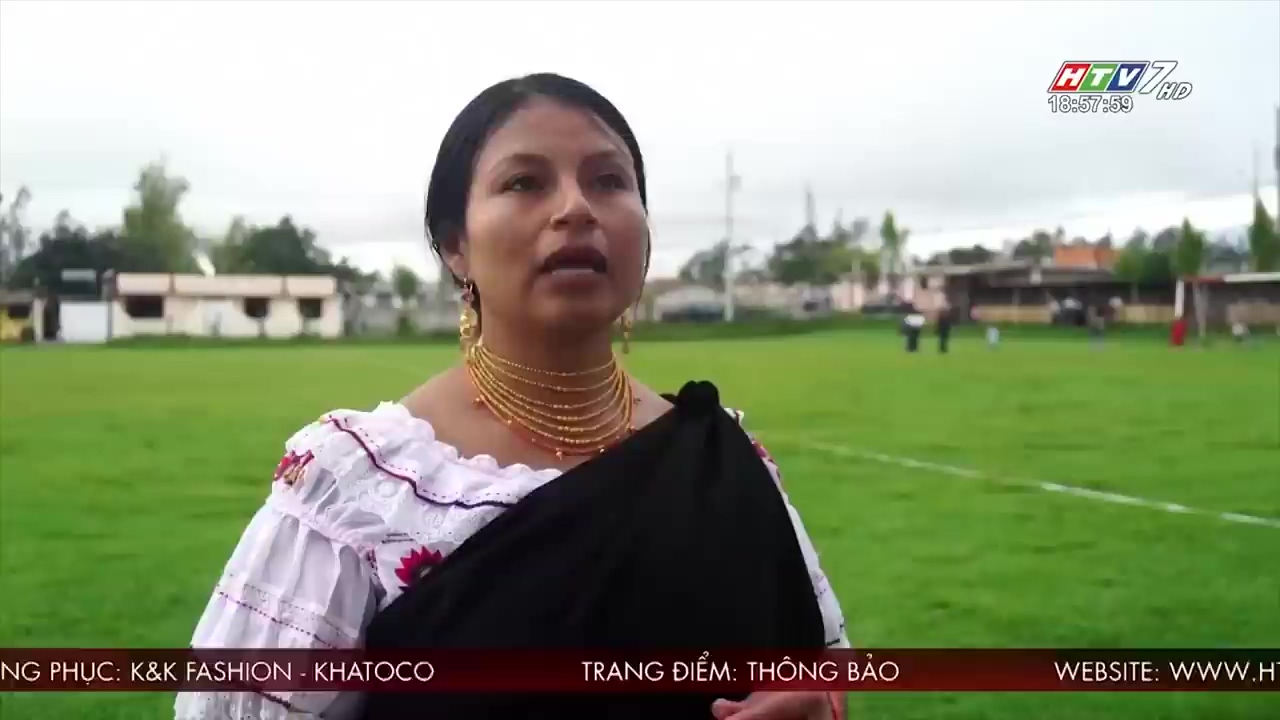 HTV7 HD
18:57:59
NG PHỤC: K&K FASHION - KHATOCO TRANG ĐIỂM: THÔNG BẢO WEBSITE: WWW.HT